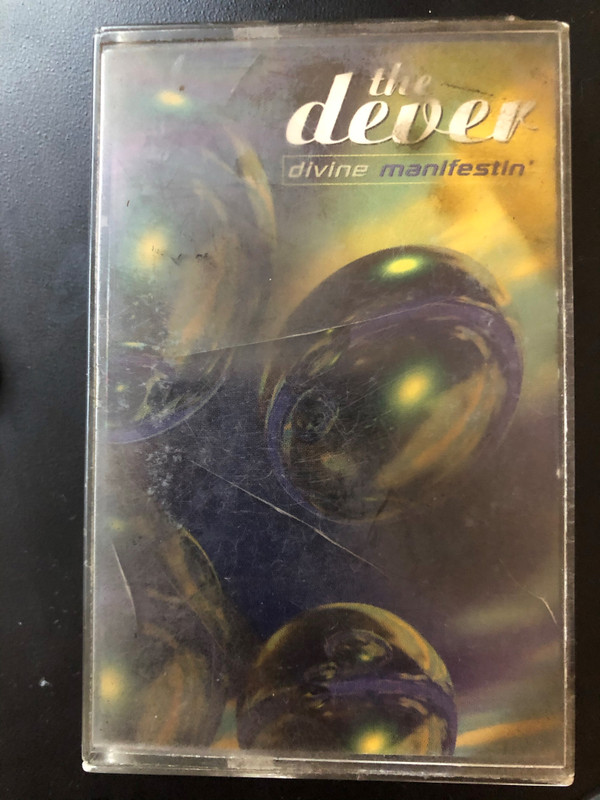 the
dever
divine manifestin'